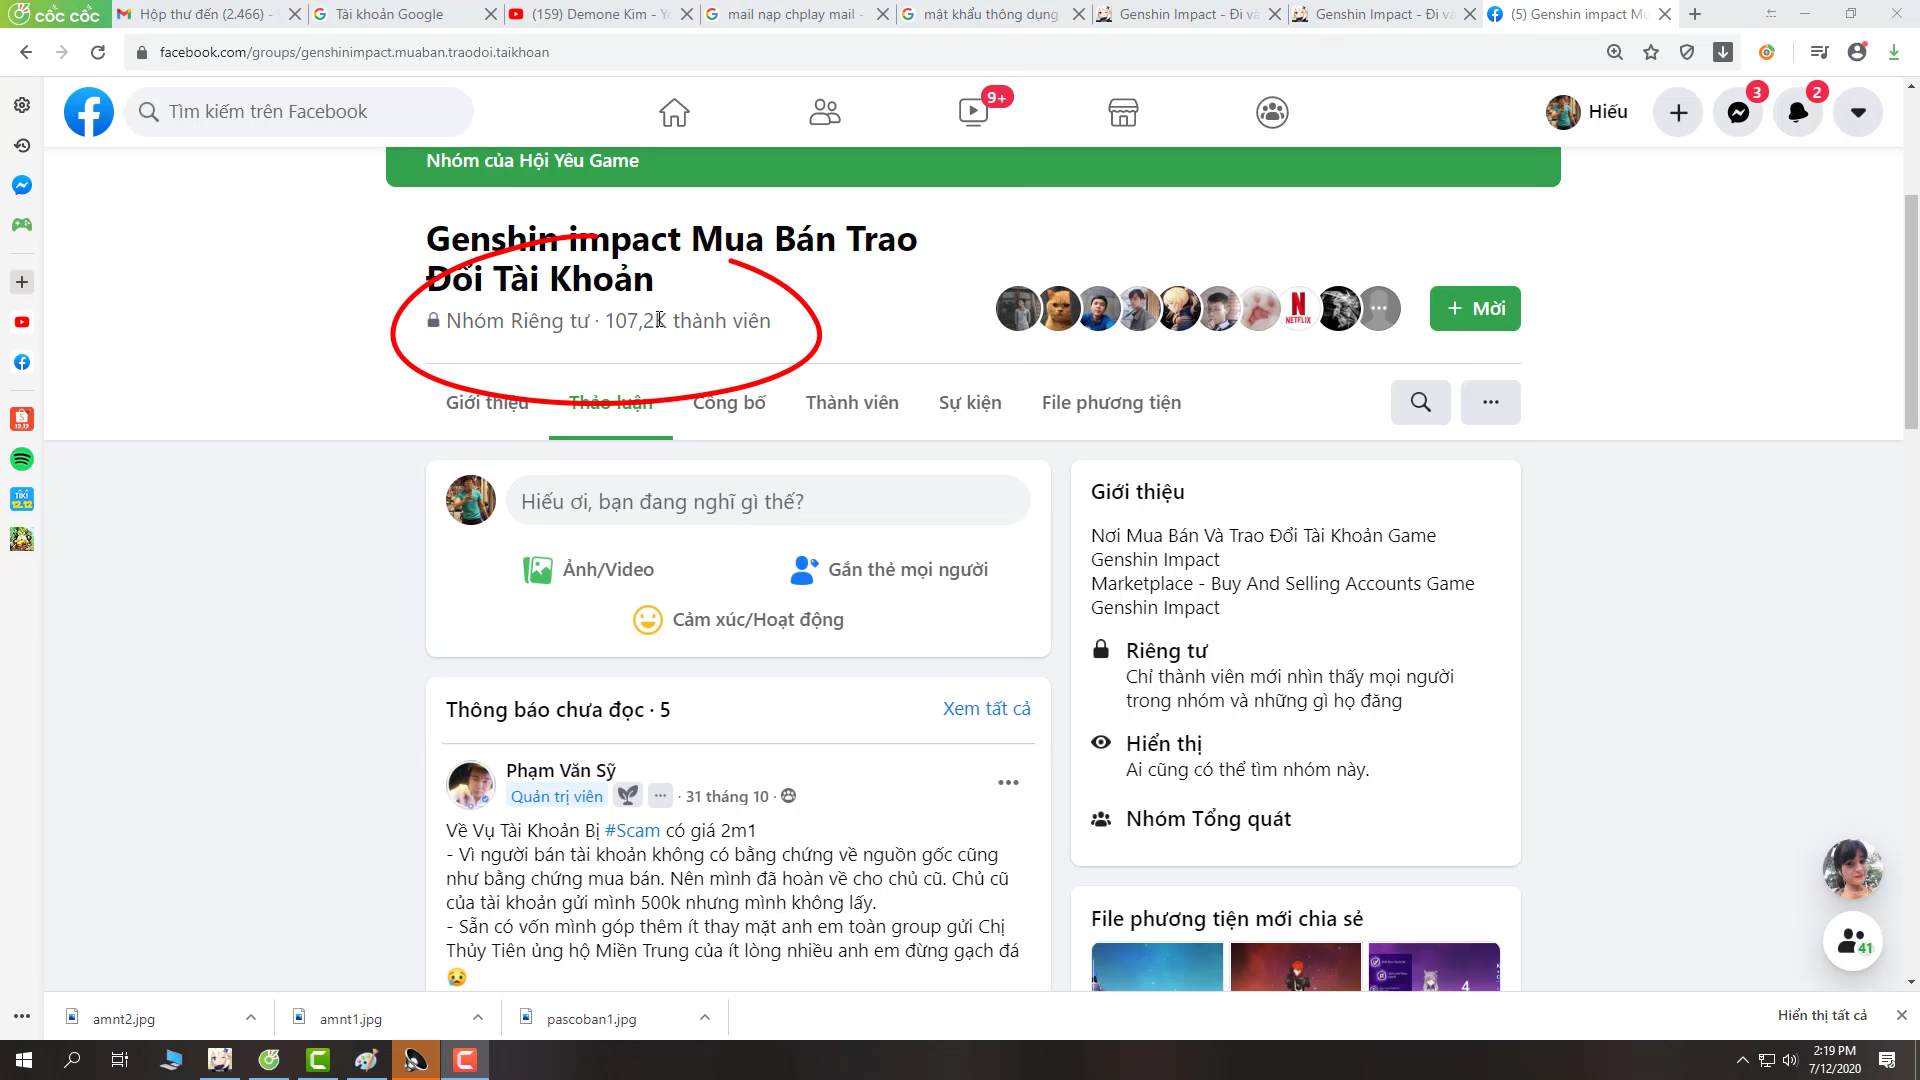 cốc cốc
Hộp thư đến (2.466) -
Tài khoản Google
(159) Demone Kim - Yo
mail nạp chplay mail -
mật khẩu thông dụng
Genshin Impact - Đi và
Genshin Impact - Đi và
(5) Genshin impact Mu
facebook.com/groups/genshinimpact.muaban.traodoi.taikhoan
Tìm kiếm trên Facebook
9+
Hiếu
3
2
Nhóm của Hội Yêu Game
Genshin impact Mua Bán Trao
Đổi Tài Khoản
Nhóm Riêng tư · 107,2K thành viên
NETFLIX
Mời
Giới thiệu
Thảo luận
Công bố
Thành viên
Sự kiện
File phương tiện
Hiếu ơi, bạn đang nghĩ gì thế?
Ảnh/Video
Gắn thẻ mọi người
Cảm xúc/Hoạt động
Giới thiệu
Nơi Mua Bán Và Trao Đổi Tài Khoản Game
Genshin Impact
Marketplace - Buy And Selling Accounts Game
Genshin Impact
Riêng tư
Chỉ thành viên mới nhìn thấy mọi người
trong nhóm và những gì họ đăng
Hiển thị
Ai cũng có thể tìm nhóm này.
Nhóm Tổng quát
Thông báo chưa đọc · 5
Xem tất cả
Phạm Văn Sỹ
Quản trị viên
· 31 tháng 10 ·
Về Vụ Tài Khoản Bị #Scam có giá 2m1
- Vì người bán tài khoản không có bằng chứng về nguồn gốc cũng
như bằng chứng mua bán. Nên mình đã hoàn về cho chủ cũ. Chủ cũ
của tài khoản gửi mình 500k nhưng mình không lấy.
- Sẵn có vốn mình góp thêm ít thay mặt anh em toàn group gửi Chị
Thủy Tiên ủng hộ Miền Trung của ít lòng nhiều anh em đừng gạch đá
File phương tiện mới chia sẻ
4
41
amnt2.jpg
amnt1.jpg
pascoban1.jpg
Hiển thị tất cả
2:19 PM
7/12/2020